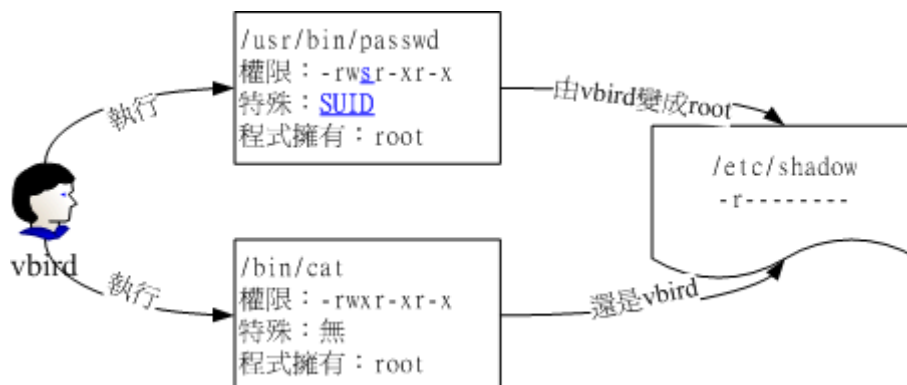 /usr/bin/passwd
權限：-rwsr-xr-x
特殊：SUID
程式擁有：root
執行
由vbird變成root
/etc/shadow
-r--------
vbird
執行
/bin/cat
權限：-rwxr-xr-x
特殊：無
程式擁有：root
還是vbird